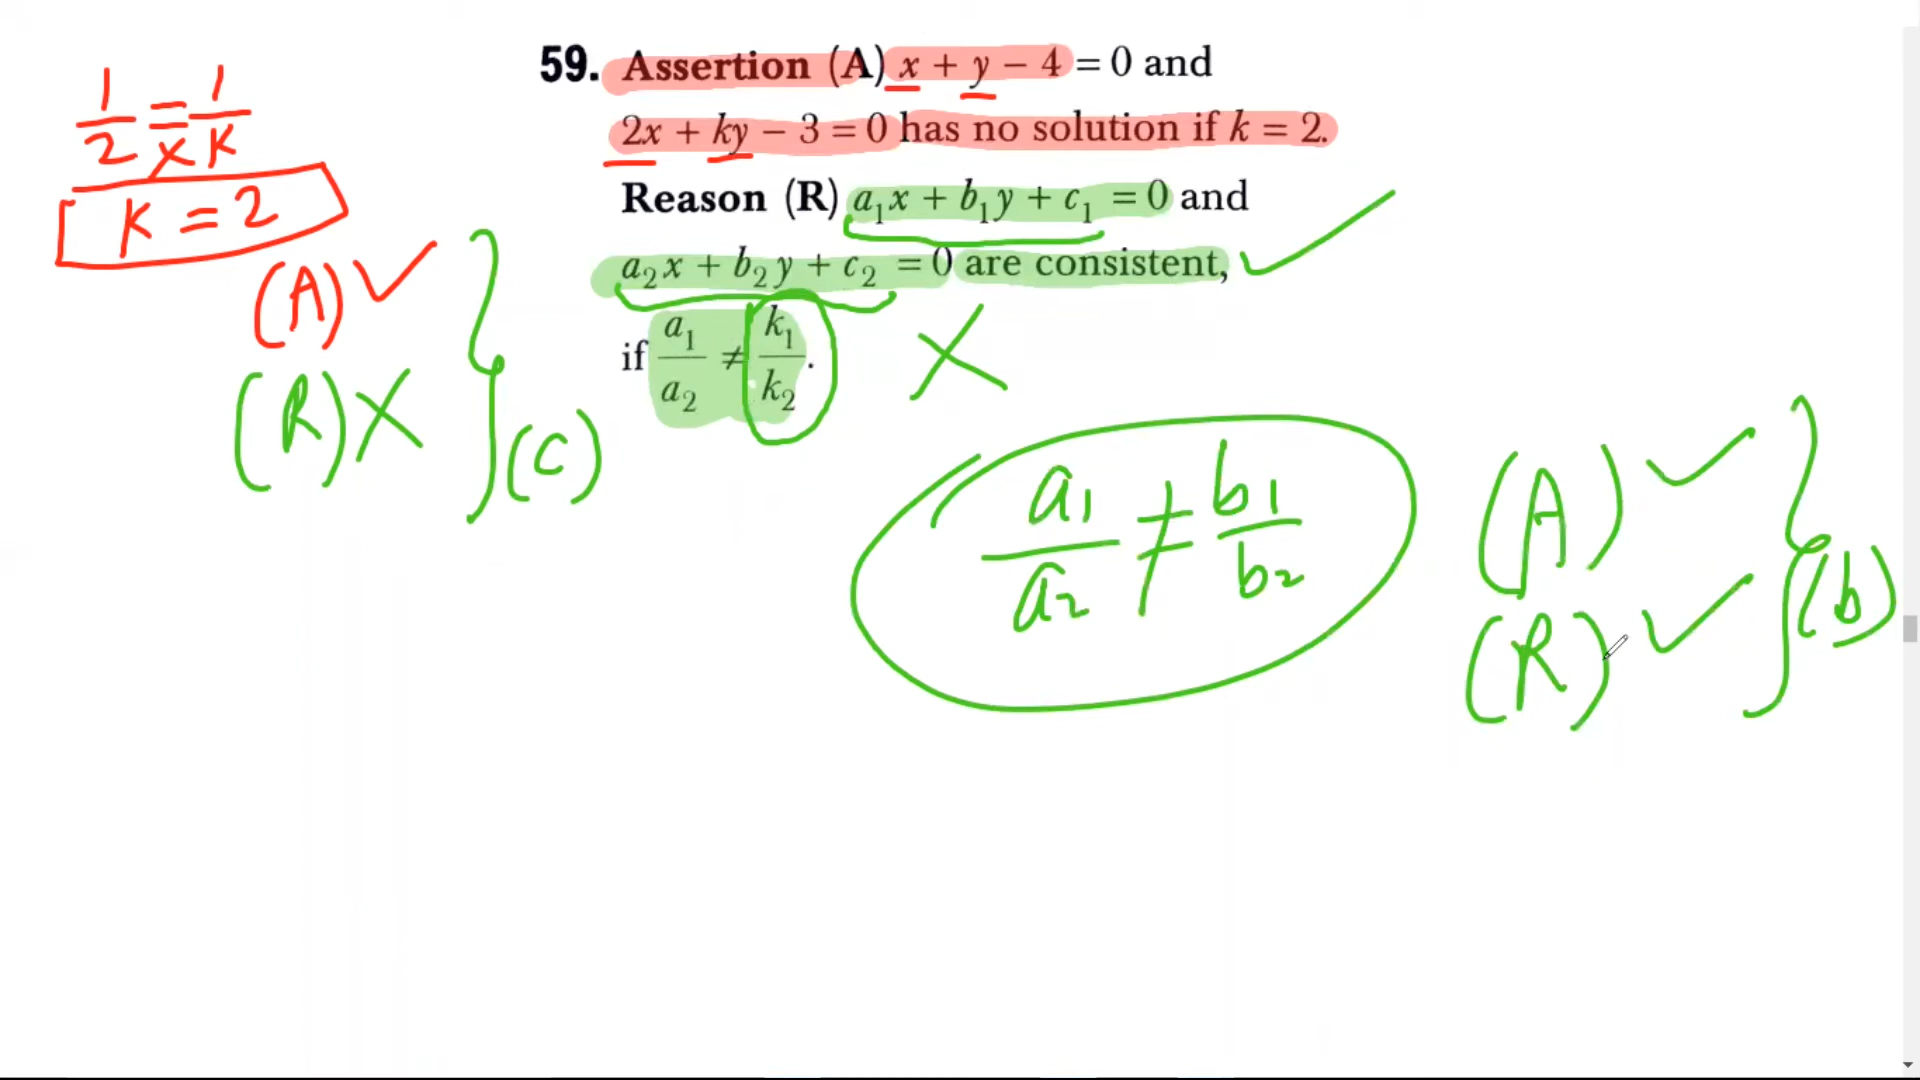 59. Assertion (A) x + y − 4 = 0 and
2x + ky − 3 = 0 has no solution if k = 2.
Reason (R) a₁x + b₁y + c₁ = 0 and
a₂x + b₂y + c₂ = 0 are consistent,
if a₁/a₂ ≠ k₁/k₂.
1/2 = 1/K
K = 2
(A) ✓
(R) X
(C)
X
a₁/a₂ ≠ b₁/b₂
(A) ✓
(R) ✓
(b)